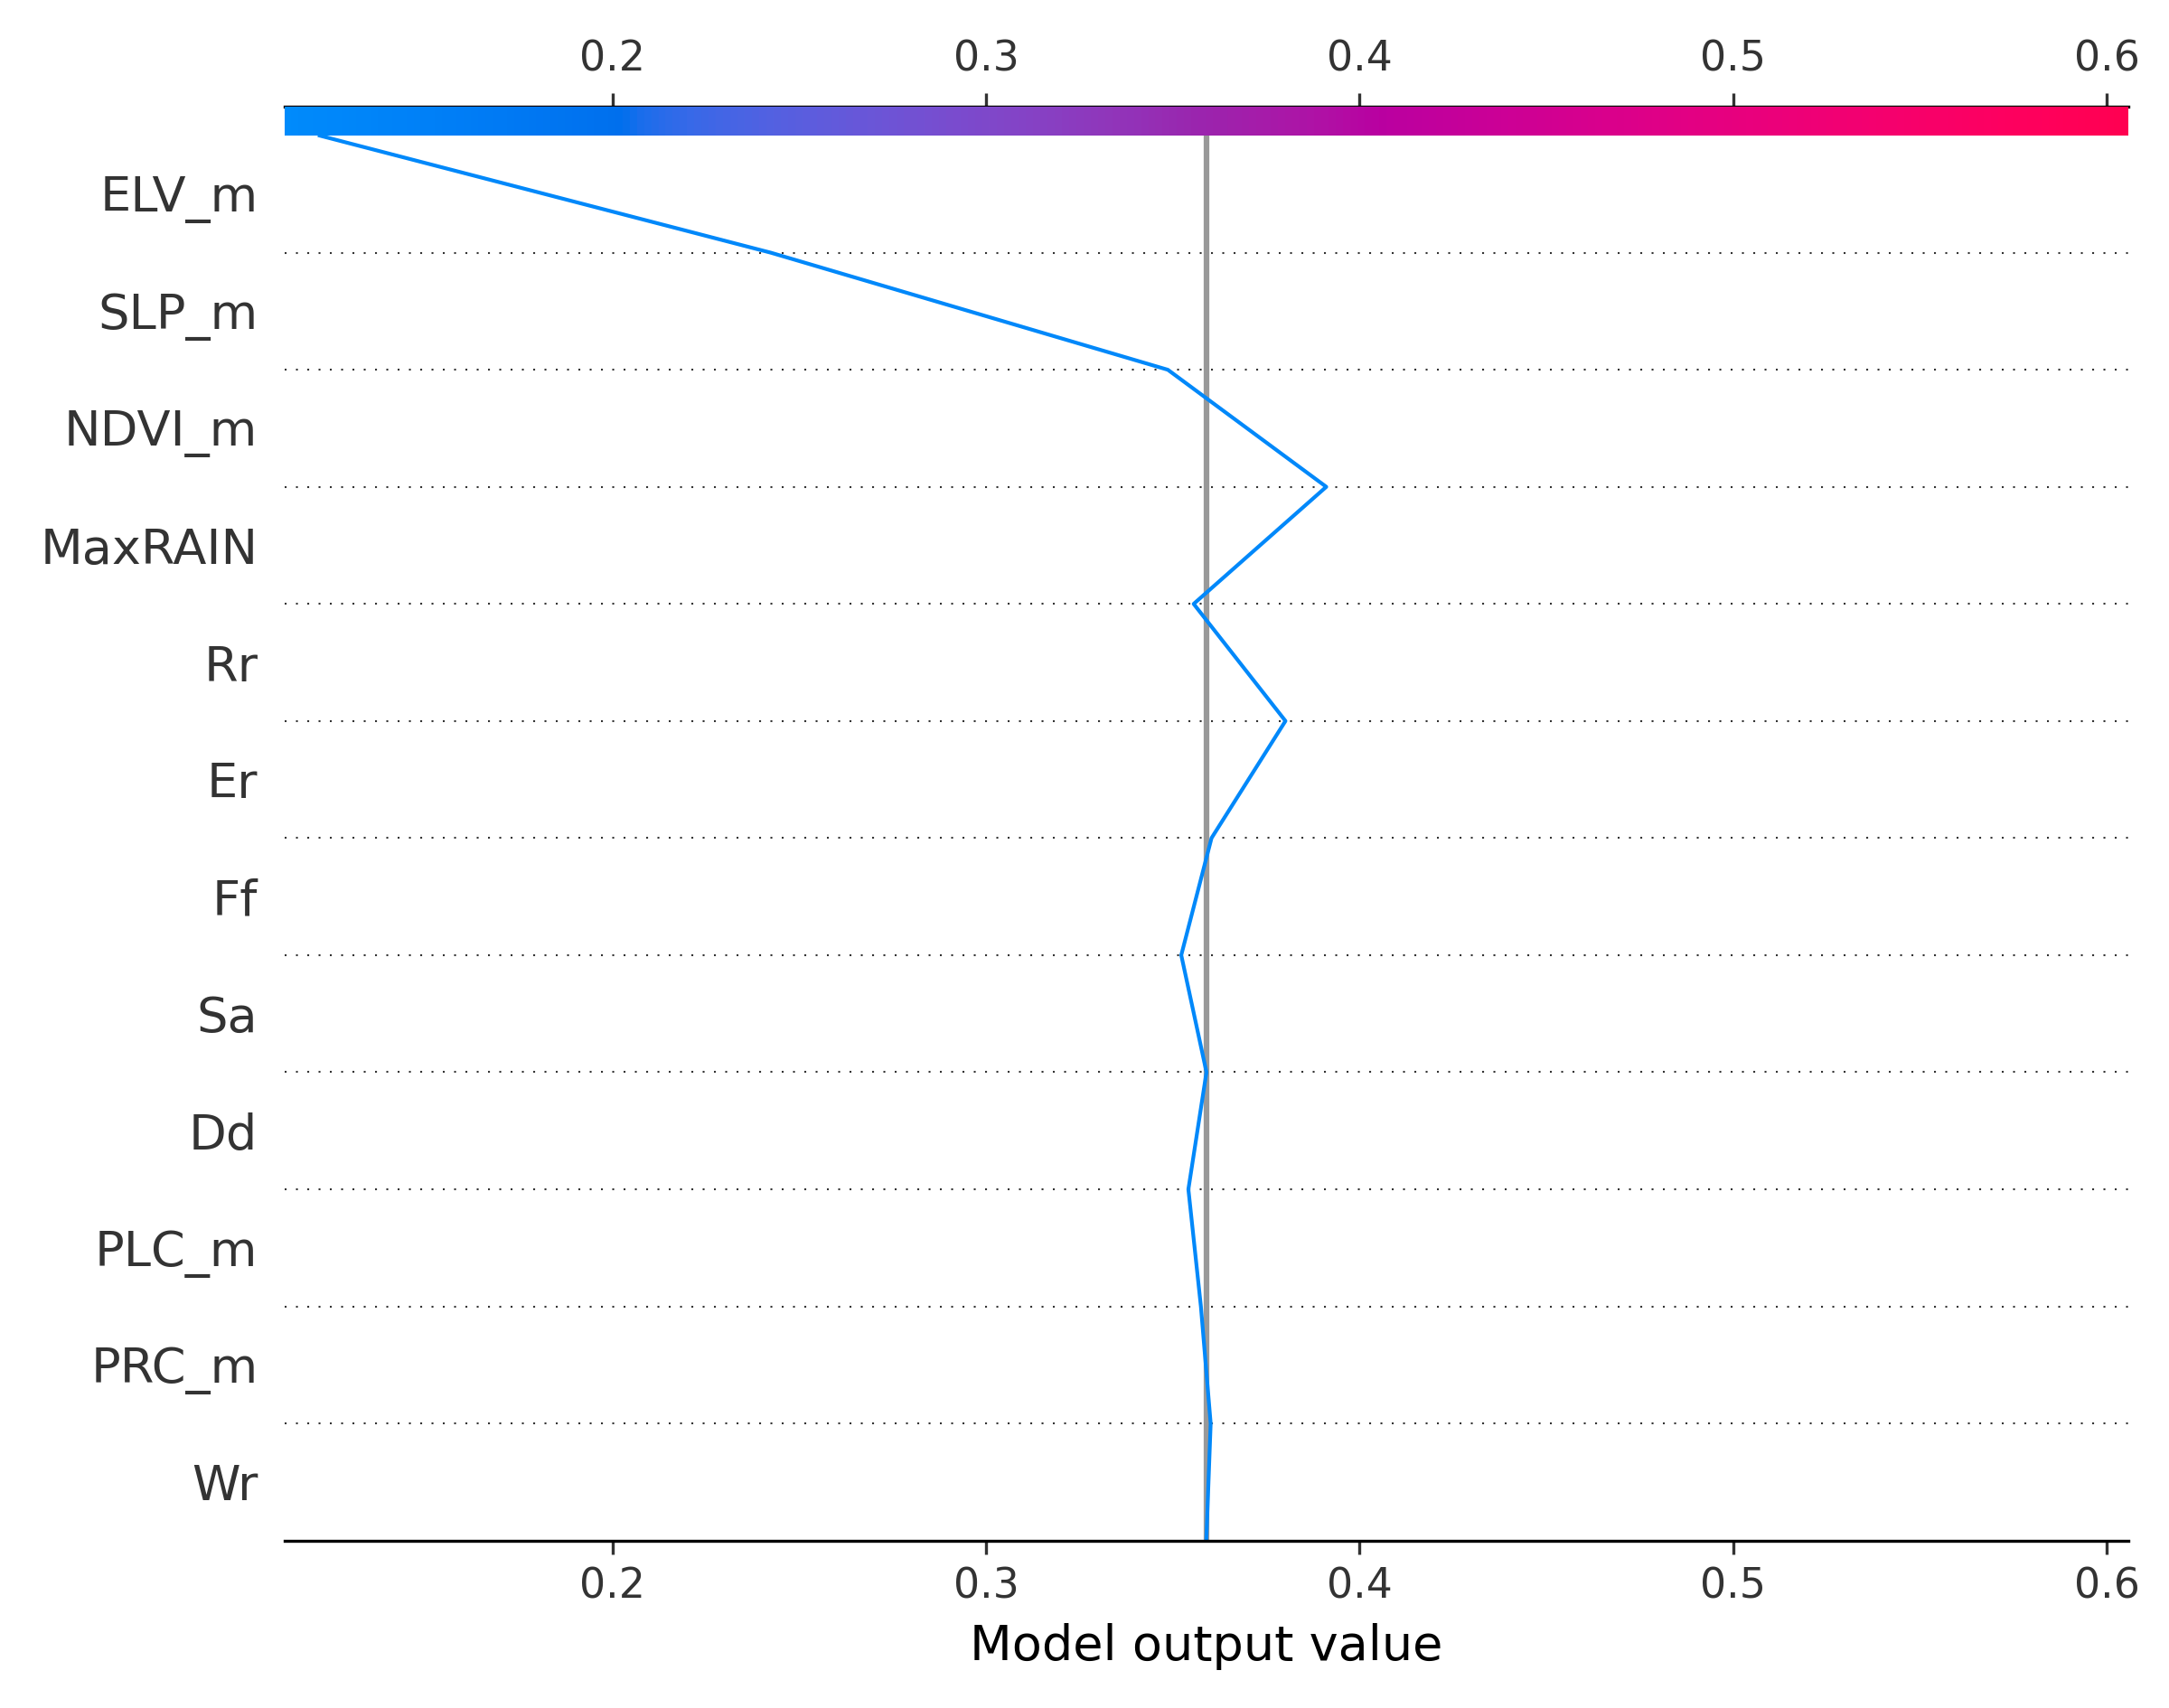 0.2 0.3 0.4 0.5 0.6
ELV_m
SLP_m
NDVI_m
MaxRAIN
Rr
Er
Ff
Sa
Dd
PLC_m
PRC_m
Wr
0.2 0.3 0.4 0.5 0.6
Model output value